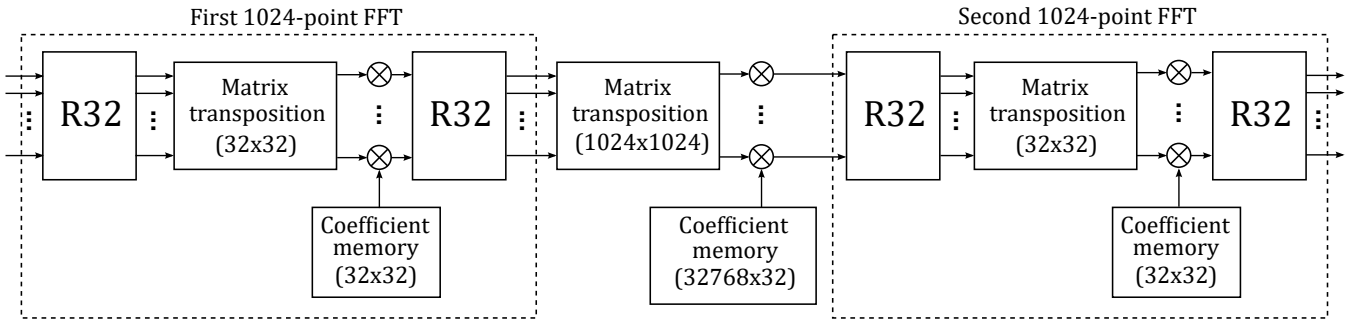 First 1024-point FFT
Second 1024-point FFT
R32
Matrix
transposition
(32x32)
R32
Matrix
transposition
(1024x1024)
R32
Matrix
transposition
(32x32)
R32
Coefficient
memory
(32x32)
Coefficient
memory
(32768x32)
Coefficient
memory
(32x32)